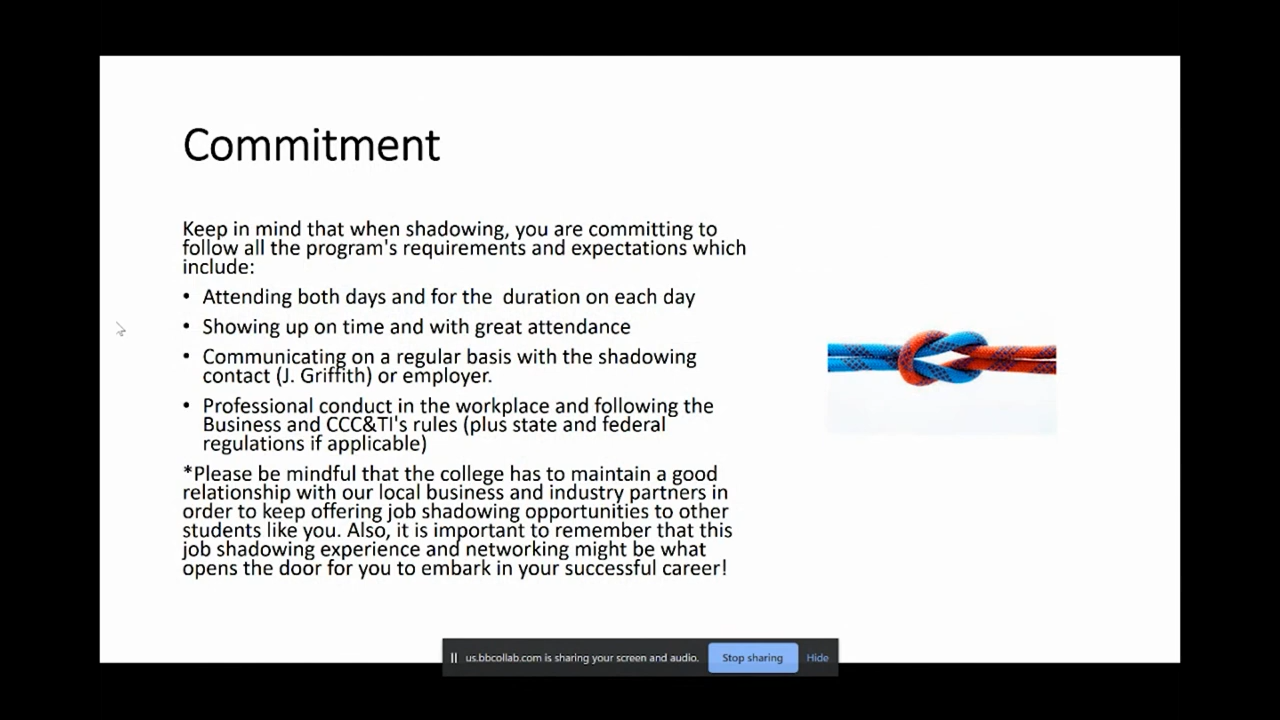 Commitment
Keep in mind that when shadowing, you are committing to
follow all the program's requirements and expectations which
include:
• Attending both days and for the  duration on each day
• Showing up on time and with great attendance
• Communicating on a regular basis with the shadowing
contact (J. Griffith) or employer.
• Professional conduct in the workplace and following the
Business and CCC&TI's rules (plus state and federal
regulations if applicable)
*Please be mindful that the college has to maintain a good
relationship with our local business and industry partners in
order to keep offering job shadowing opportunities to other
students like you. Also, it is important to remember that this
job shadowing experience and networking might be what
opens the door for you to embark in your successful career!
us.bbcollab.com is sharing your screen and audio. Stop sharing Hide